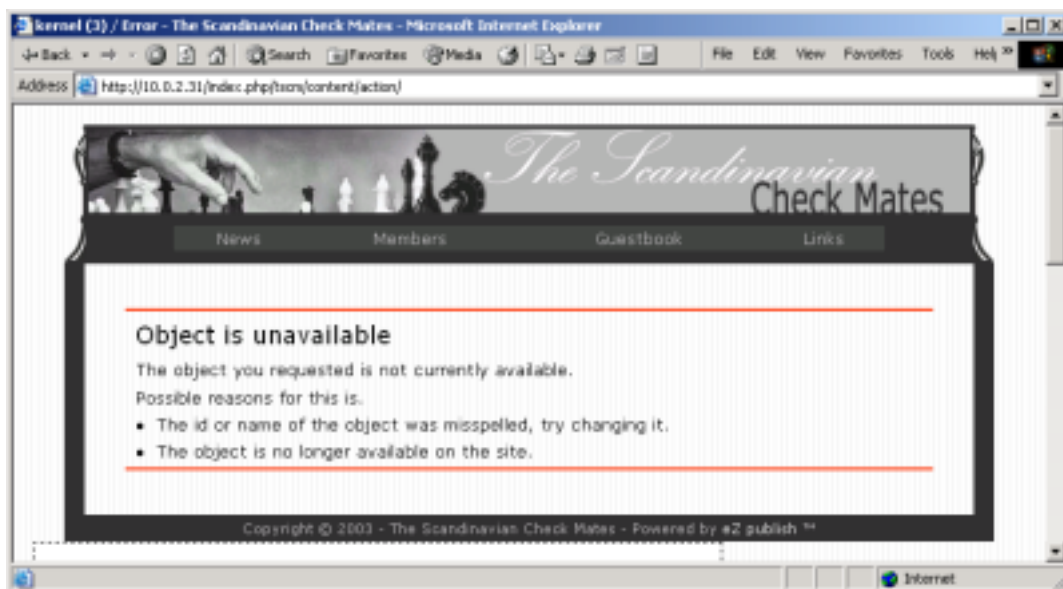 kernel (3) / Error - The Scandinavian Check Mates - Microsoft Internet Explorer
Back Search Favorites Media File Edit View Favorites Tools Help »
Address http://10.0.2.31/index.php/tscm/content/action/
The Scandinavian
Check Mates
News Members Guestbook Links
Object is unavailable
The object you requested is not currently available.
Possible reasons for this is.
• The id or name of the object was misspelled, try changing it.
• The object is no longer available on the site.
Copyright © 2003 - The Scandinavian Check Mates - Powered by eZ publish ™
Internet